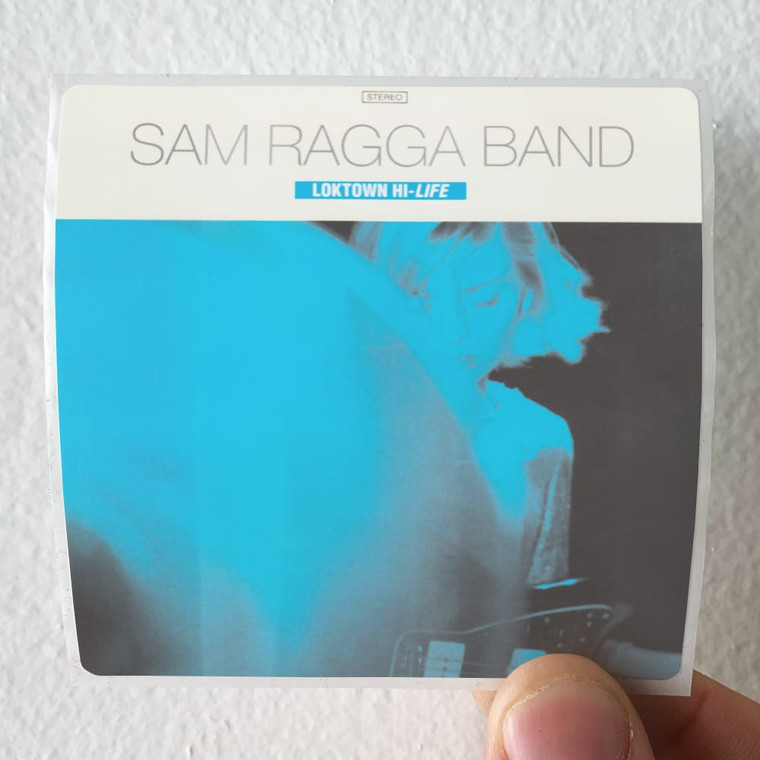 STEREO
SAM RAGGA BAND
LOKTOWN HI-LIFE